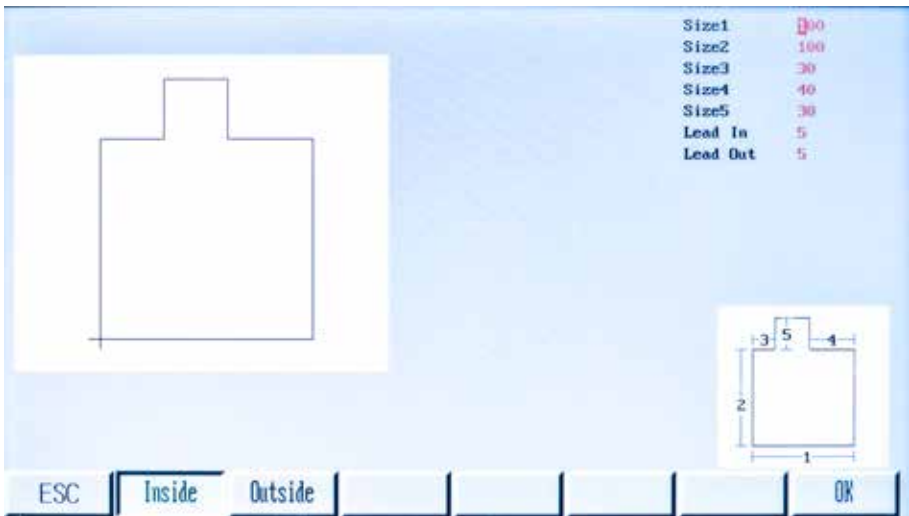 Size1 100
Size2 100
Size3 30
Size4 40
Size5 30
Lead In 5
Lead Out 5
3 5 4
2
1
ESC Inside Outside OK